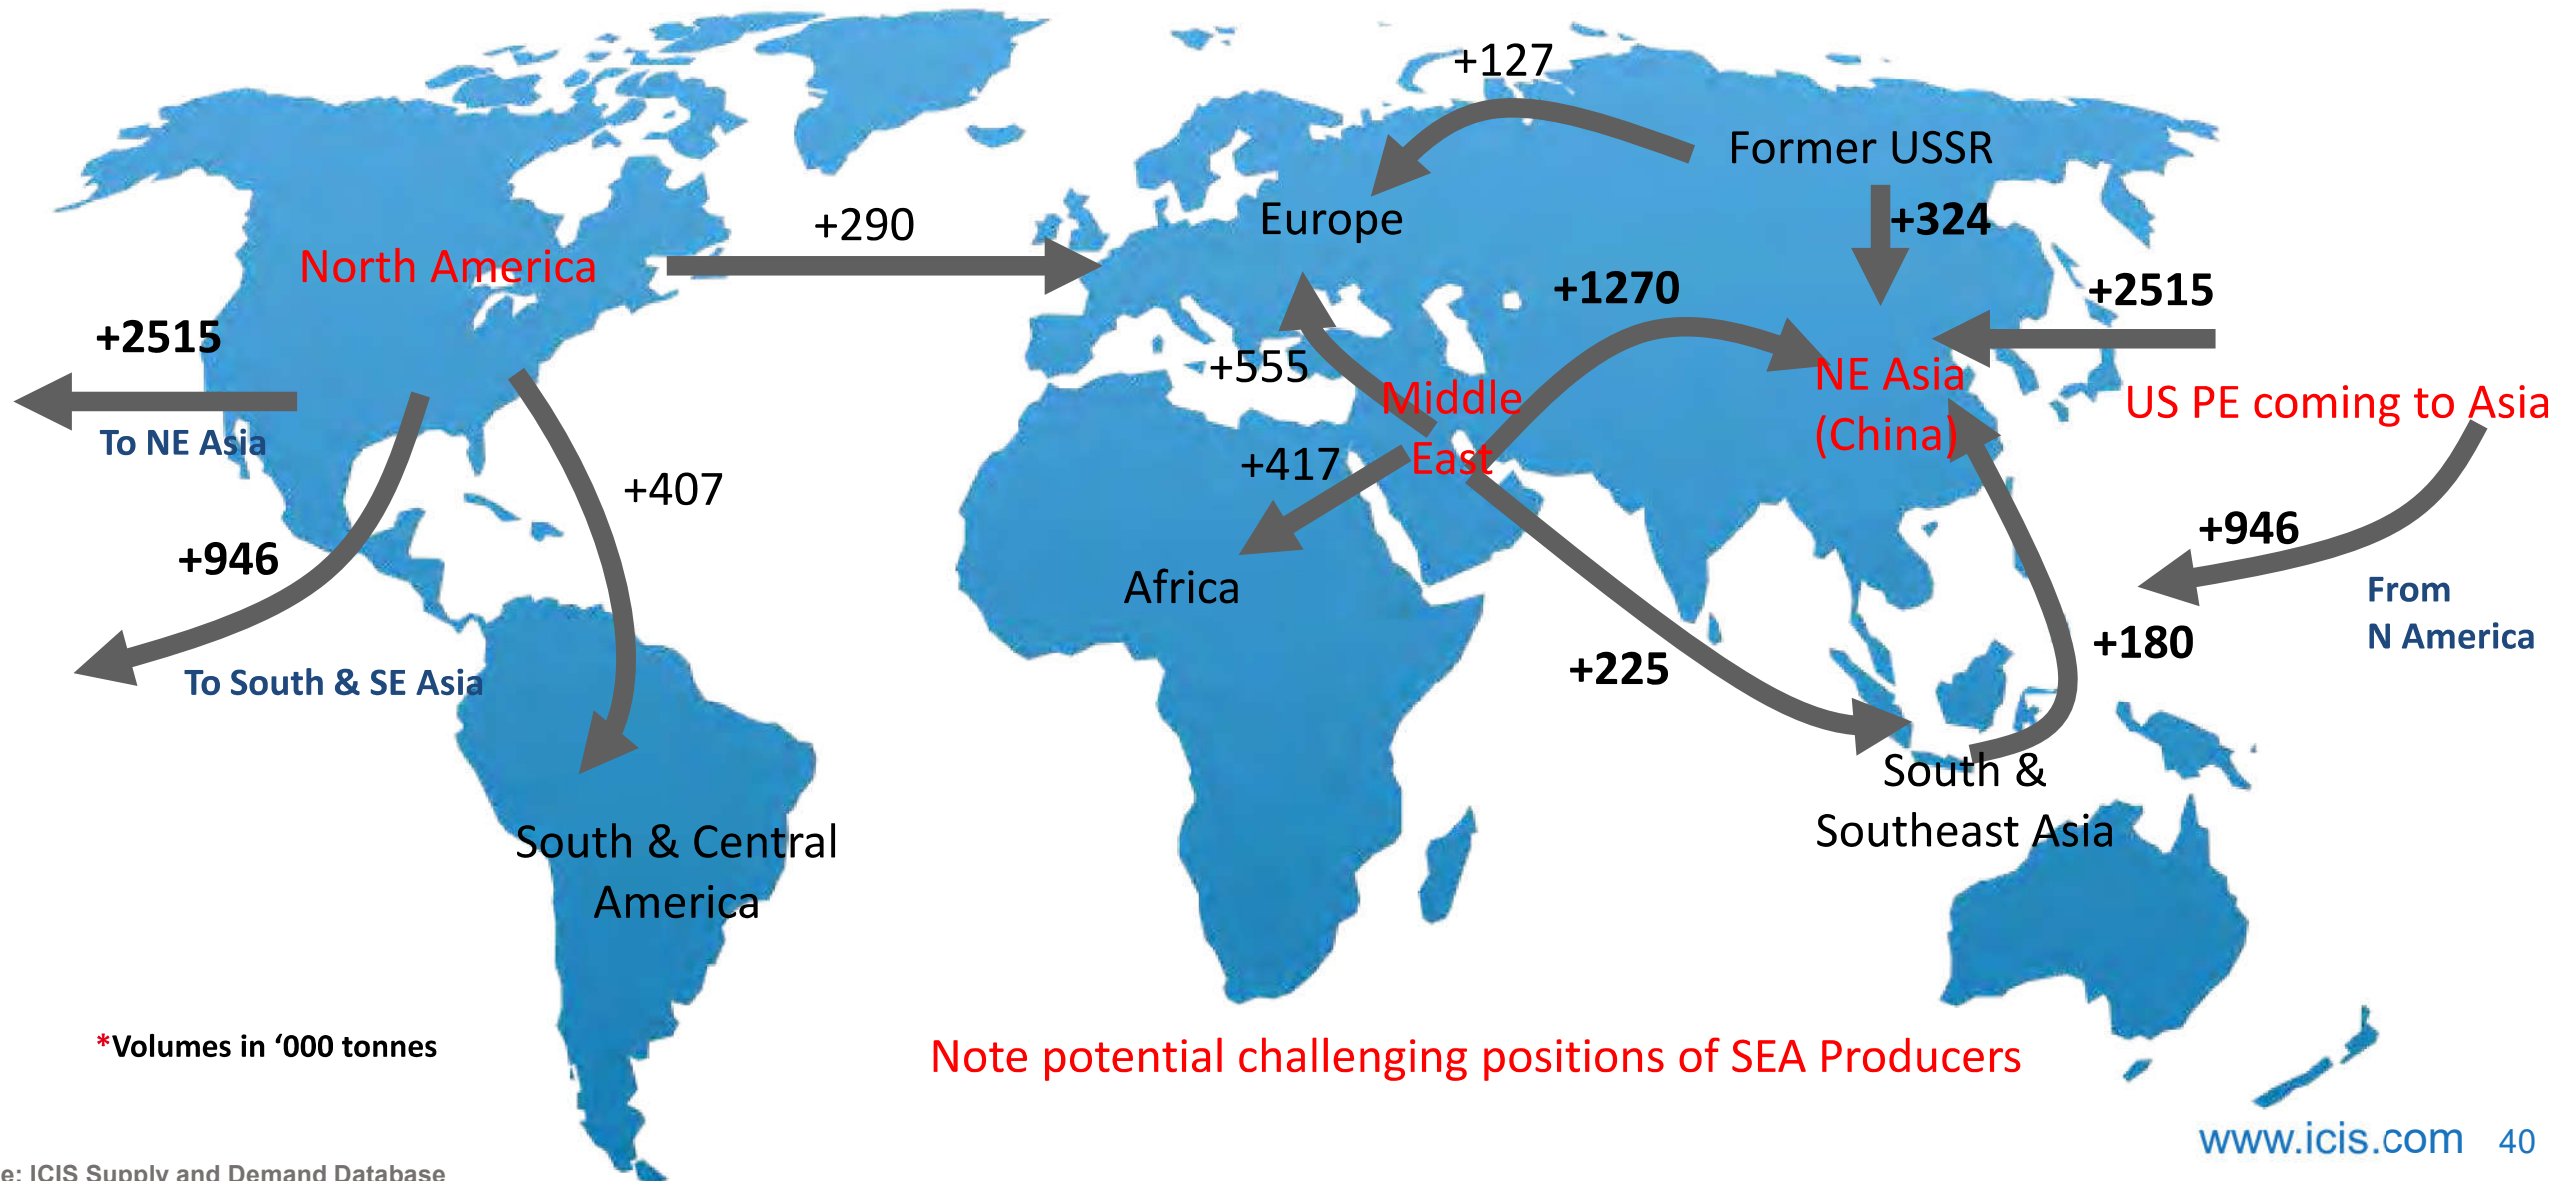 +127
Former USSR
+290
Europe
+324
North America
+1270
+2515
+2515
+555
NE Asia
(China)
Middle
East
US PE coming to Asia
To NE Asia
+417
+407
+946
+946
Africa
From
N America
+180
+225
To South & SE Asia
South &
Southeast Asia
South & Central
America
*Volumes in ‘000 tonnes
Note potential challenging positions of SEA Producers
www.icis.com 40
e: ICIS Supply and Demand Database